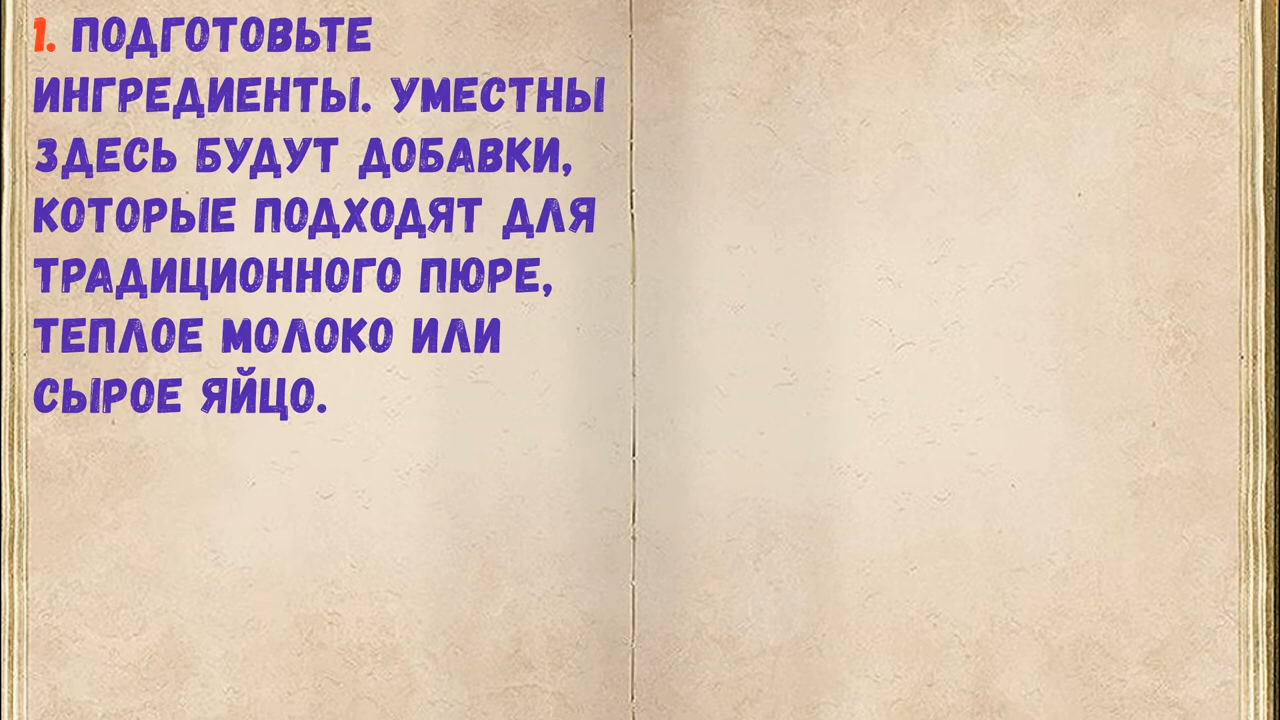 1. ПОДГОТОВЬТЕ
ИНГРЕДИЕНТЫ. УМЕСТНЫ
ЗДЕСЬ БУДУТ ДОБАВКИ,
КОТОРЫЕ ПОДХОДЯТ ДЛЯ
ТРАДИЦИОННОГО ПЮРЕ,
ТЕПЛОЕ МОЛОКО ИЛИ
СЫРОЕ ЯЙЦО.